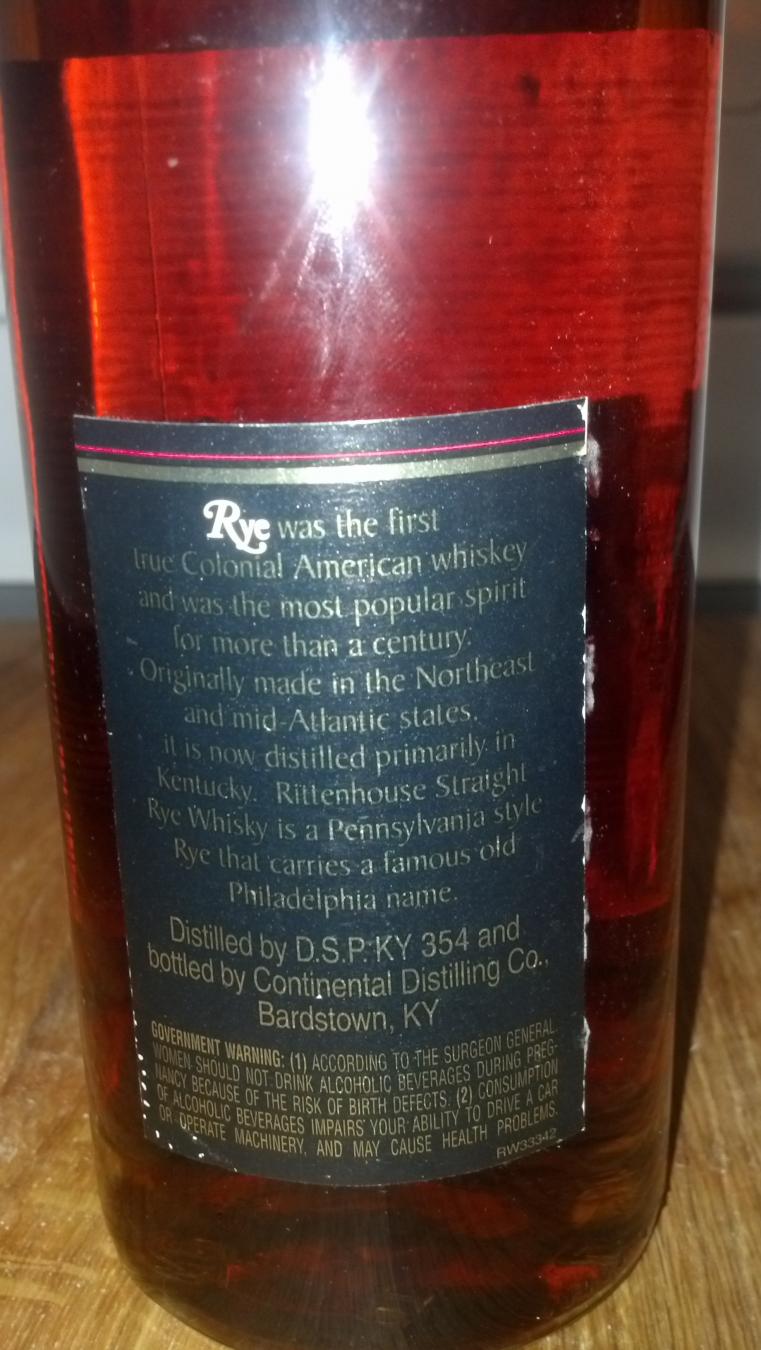 Rye was the first
true Colonial American whiskey
and was the most popular spirit
for more than a century.
Originally made in the Northeast
and mid-Atlantic states.
it is now distilled primarily in
Kentucky. Rittenhouse Straight
Rye Whisky is a Pennsylvania style
Rye that carries a famous old
Philadelphia name.
Distilled by D.S.P. KY 354 and
bottled by Continental Distilling Co.,
Bardstown, KY
GOVERNMENT WARNING: (1) ACCORDING TO THE SURGEON GENERAL,
WOMEN SHOULD NOT DRINK ALCOHOLIC BEVERAGES DURING PREG-
NANCY BECAUSE OF THE RISK OF BIRTH DEFECTS. (2) CONSUMPTION
OF ALCOHOLIC BEVERAGES IMPAIRS YOUR ABILITY TO DRIVE A CAR
OR OPERATE MACHINERY, AND MAY CAUSE HEALTH PROBLEMS.
RW33342